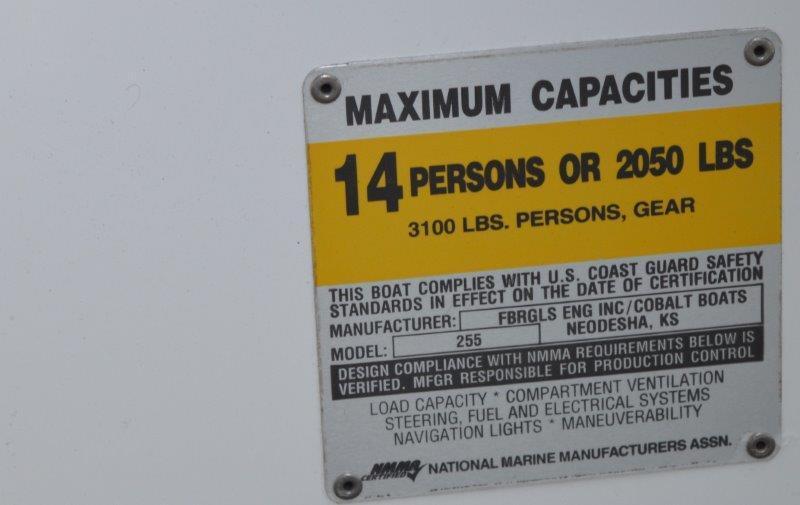 MAXIMUM CAPACITIES
14 PERSONS OR 2050 LBS
3100 LBS. PERSONS, GEAR
THIS BOAT COMPLIES WITH U.S. COAST GUARD SAFETY
STANDARDS IN EFFECT ON THE DATE OF CERTIFICATION
MANUFACTURER: FBRGLS ENG INC/COBALT BOATS
NEODESHA, KS
MODEL: 255
DESIGN COMPLIANCE WITH NMMA REQUIREMENTS BELOW IS
VERIFIED. MFGR RESPONSIBLE FOR PRODUCTION CONTROL
LOAD CAPACITY * COMPARTMENT VENTILATION
STEERING, FUEL AND ELECTRICAL SYSTEMS
NAVIGATION LIGHTS * MANEUVERABILITY
NMMA
CERTIFIED
NATIONAL MARINE MANUFACTURERS ASSN.